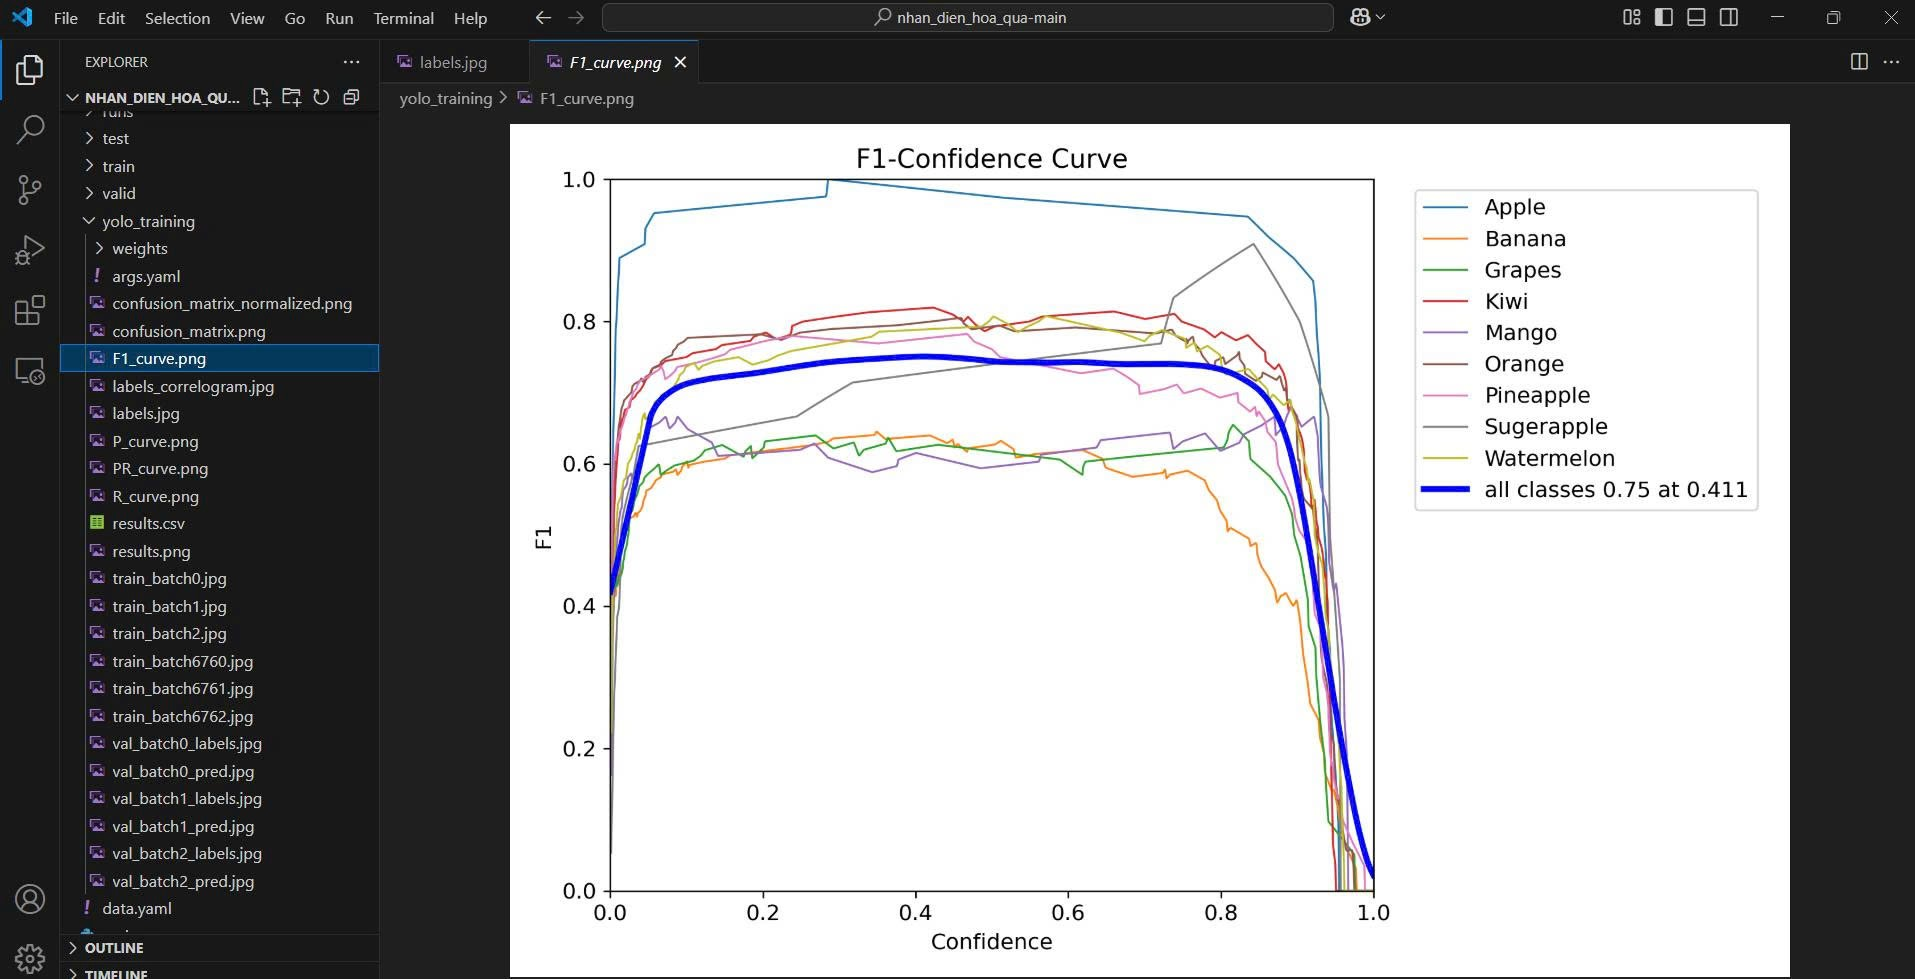 File Edit Selection View Go Run Terminal Help
nhan_dien_hoa_qua-main
EXPLORER
NHAN_DIEN_HOA_QU...
runs
test
train
valid
yolo_training
weights
! args.yaml
confusion_matrix_normalized.png
confusion_matrix.png
F1_curve.png
labels_correlogram.jpg
labels.jpg
P_curve.png
PR_curve.png
R_curve.png
results.csv
results.png
train_batch0.jpg
train_batch1.jpg
train_batch2.jpg
train_batch6760.jpg
train_batch6761.jpg
train_batch6762.jpg
val_batch0_labels.jpg
val_batch0_pred.jpg
val_batch1_labels.jpg
val_batch1_pred.jpg
val_batch2_labels.jpg
val_batch2_pred.jpg
! data.yaml
OUTLINE
TIMELINE
labels.jpg
F1_curve.png
yolo_training > F1_curve.png
F1-Confidence Curve
1.0
0.8
0.6
0.4
0.2
0.0
F1
0.0 0.2 0.4 0.6 0.8 1.0
Confidence
Apple
Banana
Grapes
Kiwi
Mango
Orange
Pineapple
Sugerapple
Watermelon
all classes 0.75 at 0.411